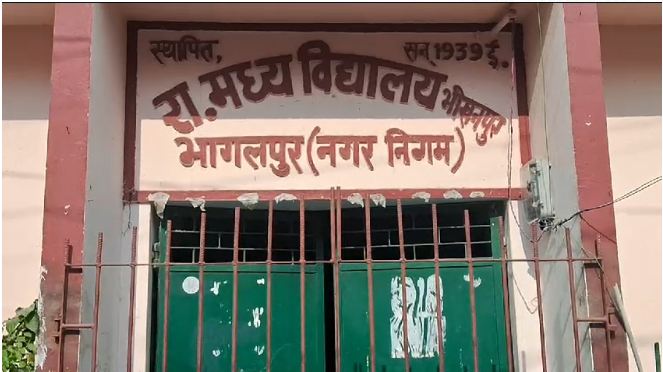 स्थापित, सन् 1939 ई.
रा. मध्य विद्यालय भीखनपुर
भागलपुर (नगर निगम)